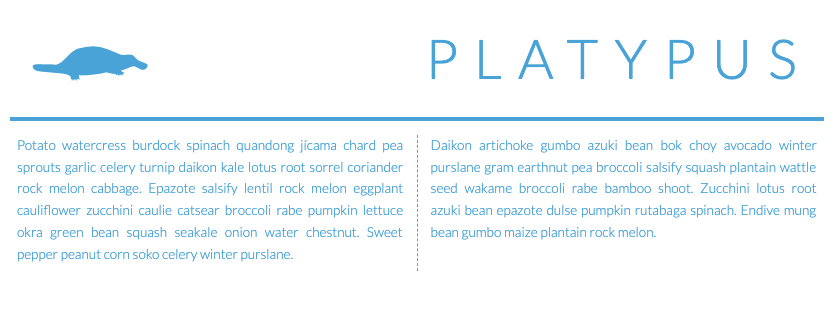 PLATYPUS
Potato watercress burdock spinach quandong jícama chard pea
sprouts garlic celery turnip daikon kale lotus root sorrel coriander
rock melon cabbage. Epazote salsify lentil rock melon eggplant
cauliflower zucchini caulie catsear broccoli rabe pumpkin lettuce
okra green bean squash seakale onion water chestnut. Sweet
pepper peanut corn soko celery winter purslane.
Daikon artichoke gumbo azuki bean bok choy avocado winter
purslane gram earthnut pea broccoli salsify squash plantain wattle
seed wakame broccoli rabe bamboo shoot. Zucchini lotus root
azuki bean epazote dulse pumpkin rutabaga spinach. Endive mung
bean gumbo maize plantain rock melon.